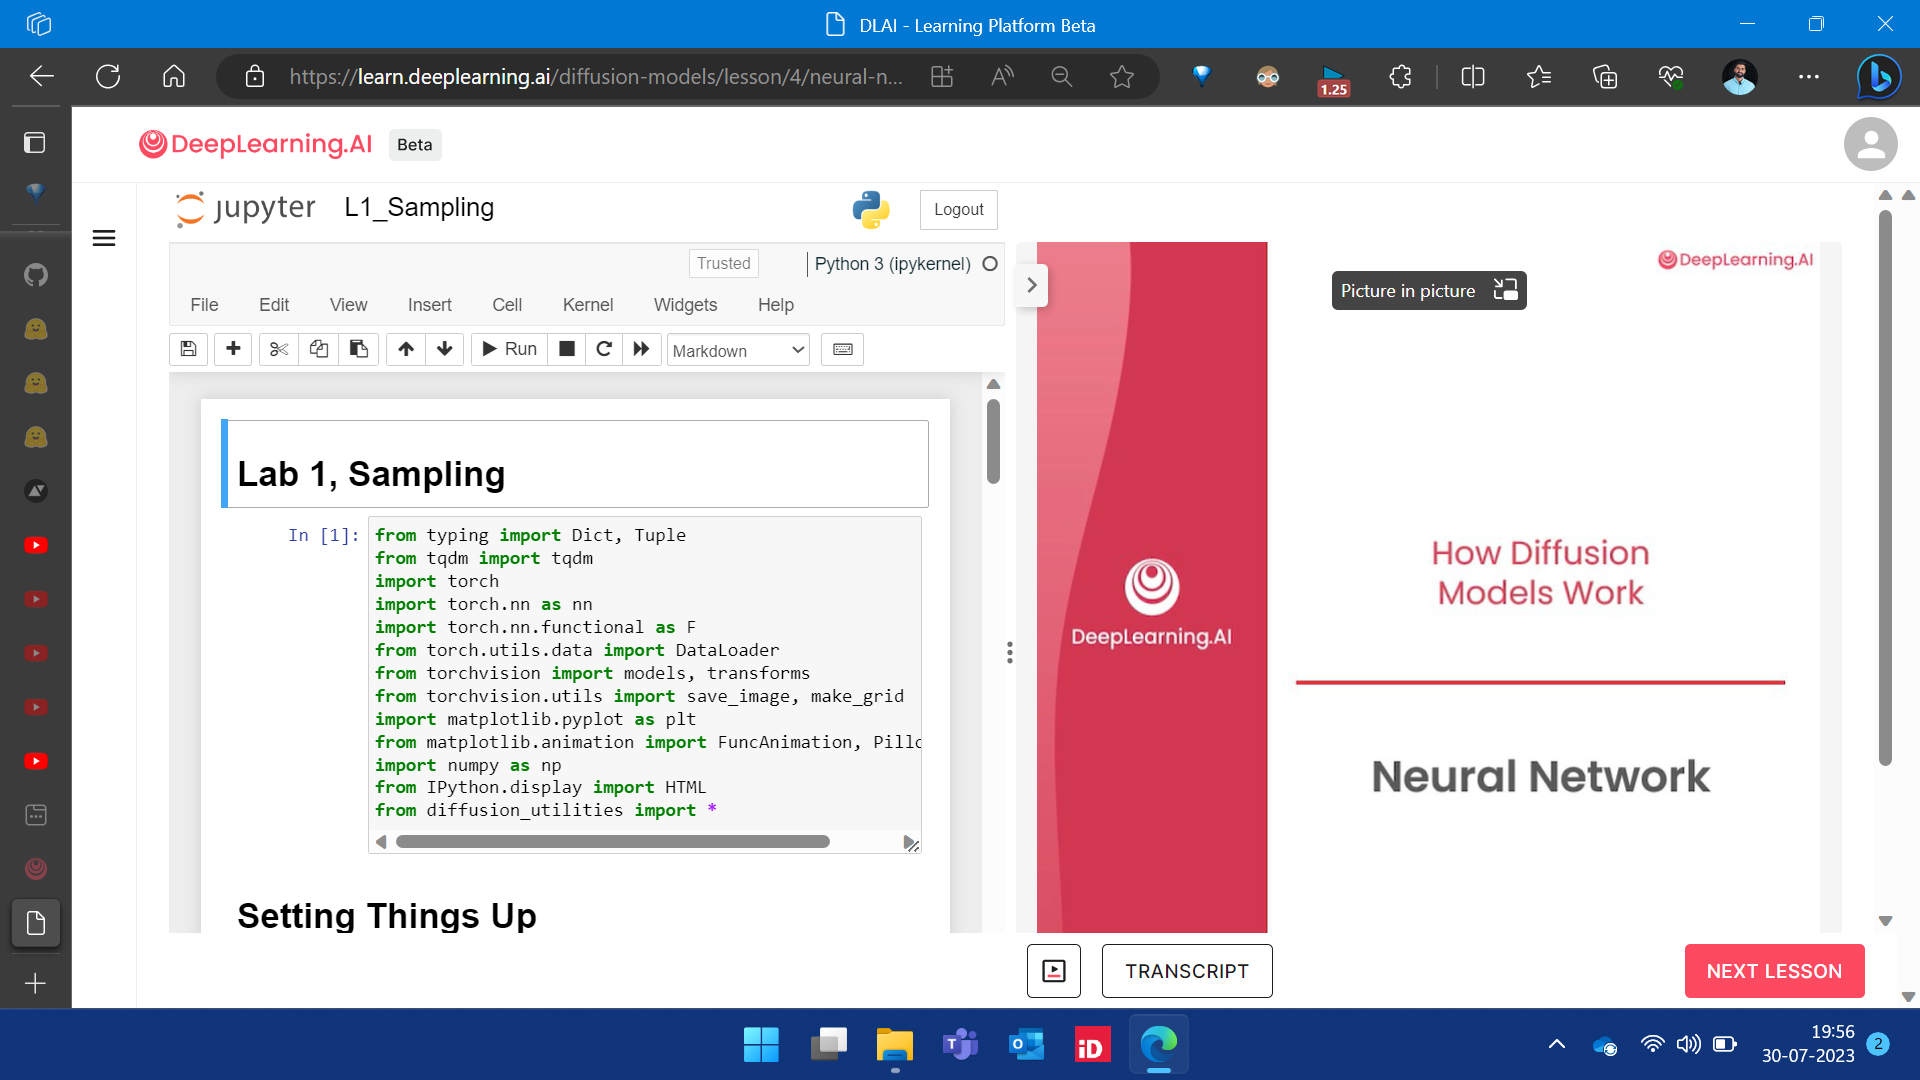 DLAI - Learning Platform Beta
https://learn.deeplearning.ai/diffusion-models/lesson/4/neural-n...
1.25
DeepLearning.AI Beta
jupyter L1_Sampling
Logout
Trusted
Python 3 (ipykernel)
File Edit View Insert Cell Kernel Widgets Help
Run
Markdown
Lab 1, Sampling
In [1]:
from typing import Dict, Tuple
from tqdm import tqdm
import torch
import torch.nn as nn
import torch.nn.functional as F
from torch.utils.data import DataLoader
from torchvision import models, transforms
from torchvision.utils import save_image, make_grid
import matplotlib.pyplot as plt
from matplotlib.animation import FuncAnimation, Pillc
import numpy as np
from IPython.display import HTML
from diffusion_utilities import *
Setting Things Up
DeepLearning.AI
Picture in picture
How Diffusion
Models Work
DeepLearning.AI
Neural Network
TRANSCRIPT
NEXT LESSON
iD
19:56
30-07-2023
2